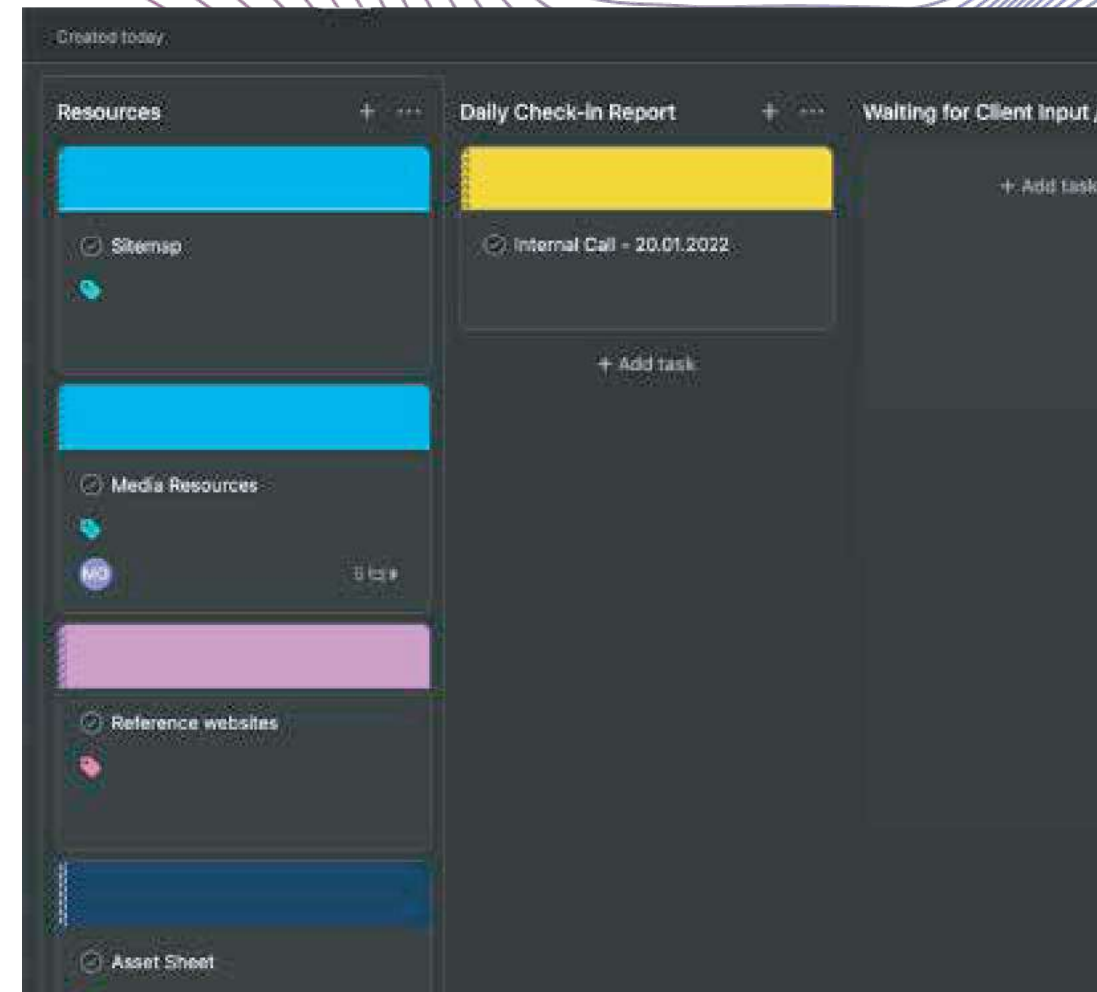 Created today
Resources
+ ...
Daily Check-in Report
+ ...
Waiting for Client Input
+ Add task
Sitemap
Internal Call - 20.01.2022
+ Add task
Media Resources
MO
Reference websites
Asset Sheet